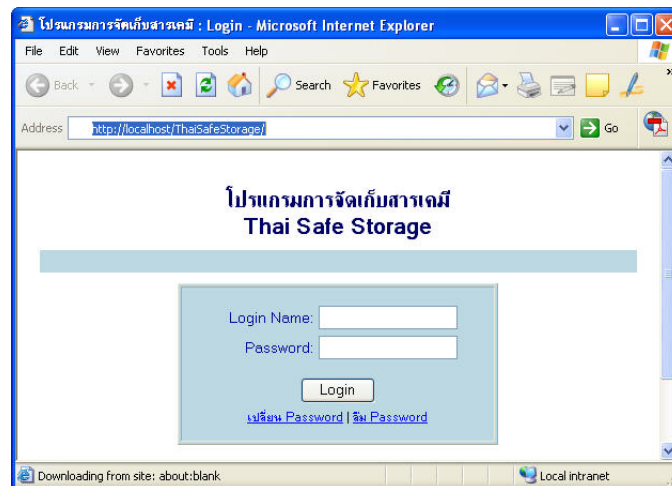 โปรแกรมการจัดเก็บสารเคมี : Login - Microsoft Internet Explorer
File Edit View Favorites Tools Help
Back Search Favorites »
Address http://localhost/ThaiSafeStorage/ Go
โปรแกรมการจัดเก็บสารเคมี
Thai Safe Storage
Login Name:
Password:
Login
เปลี่ยน Password | ลืม Password
Downloading from site: about:blank Local intranet